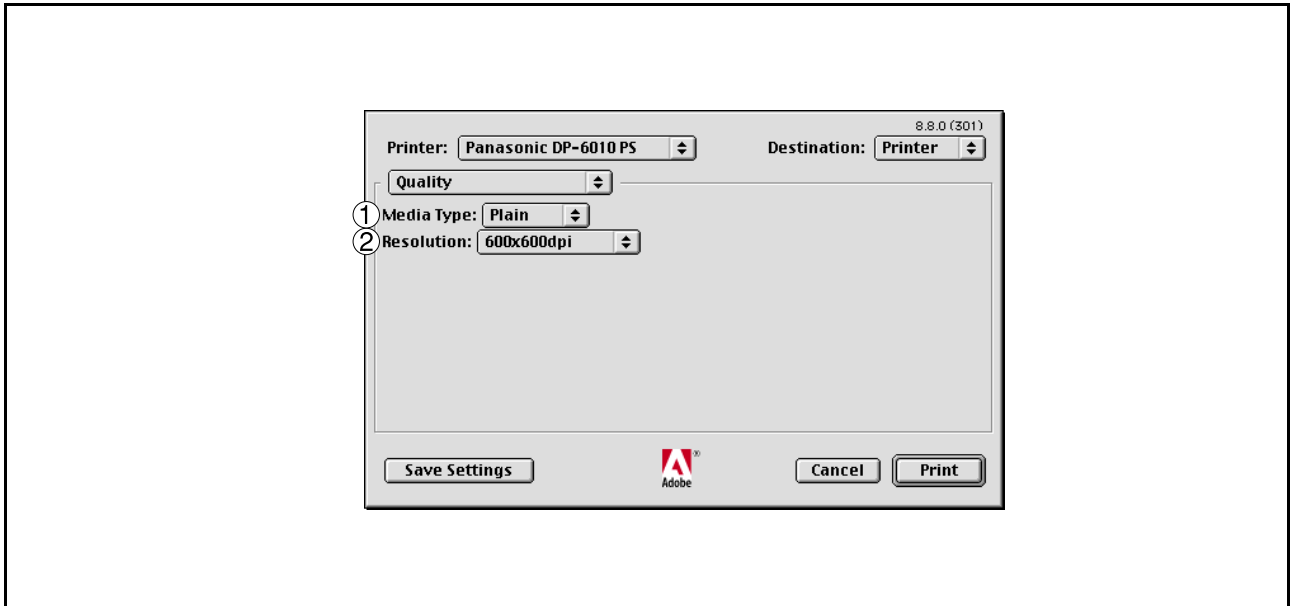 8.8.0 (301)
Printer: Panasonic DP-6010 PS Destination: Printer
Quality
① Media Type: Plain
② Resolution: 600x600dpi
Save Settings Adobe ® Cancel Print